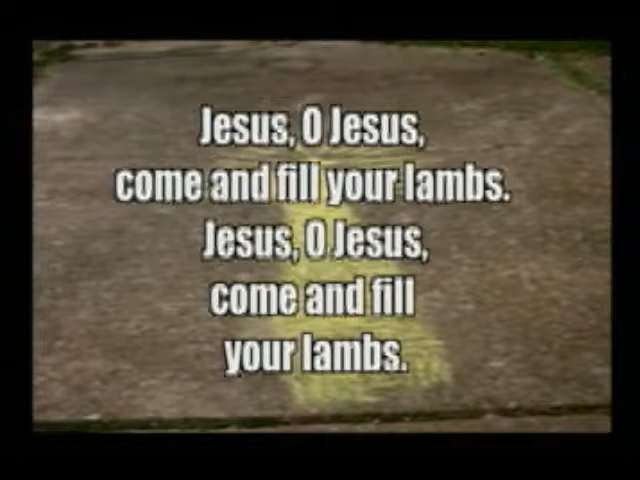 Jesus, O Jesus,
come and fill your lambs.
Jesus, O Jesus,
come and fill
your lambs.